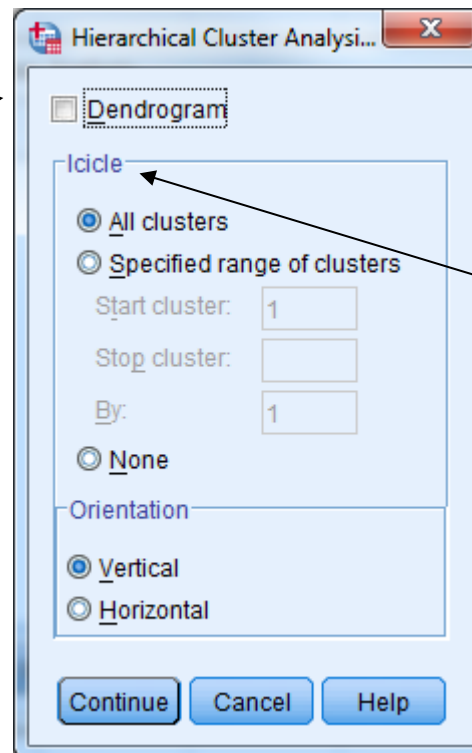 Hierarchical Cluster Analysi...
Dendrogram
Icicle
All clusters
Specified range of clusters
Start cluster: 1
Stop cluster:
By: 1
None
Orientation
Vertical
Horizontal
Continue Cancel Help